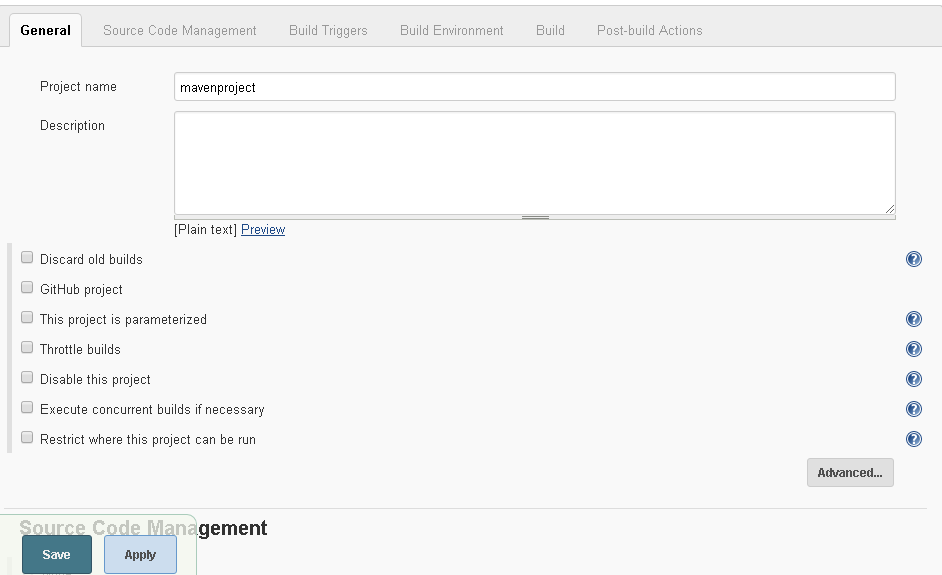 General Source Code Management Build Triggers Build Environment Build Post-build Actions
Project name mavenproject
Description
[Plain text] Preview
Discard old builds
GitHub project
This project is parameterized
Throttle builds
Disable this project
Execute concurrent builds if necessary
Restrict where this project can be run
Advanced...
Source Code Management
Save Apply